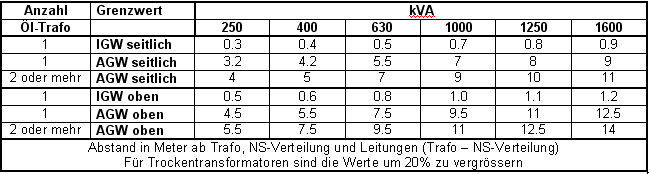 Anzahl Grenzwert kVA
Öl-Trafo 250 400 630 1000 1250 1600
1 IGW seitlich 0.3 0.4 0.5 0.7 0.8 0.9
1 AGW seitlich 3.2 4.2 5.5 7 8 9
2 oder mehr AGW seitlich 4 5 7 9 10 11
1 IGW oben 0.5 0.6 0.8 1.0 1.1 1.2
1 AGW oben 4.5 5.5 7.5 9.5 11 12.5
2 oder mehr AGW oben 5.5 7.5 9.5 11 12.5 14
Abstand in Meter ab Trafo, NS-Verteilung und Leitungen (Trafo – NS-Verteilung)
Für Trockentransformatoren sind die Werte um 20% zu vergrössern